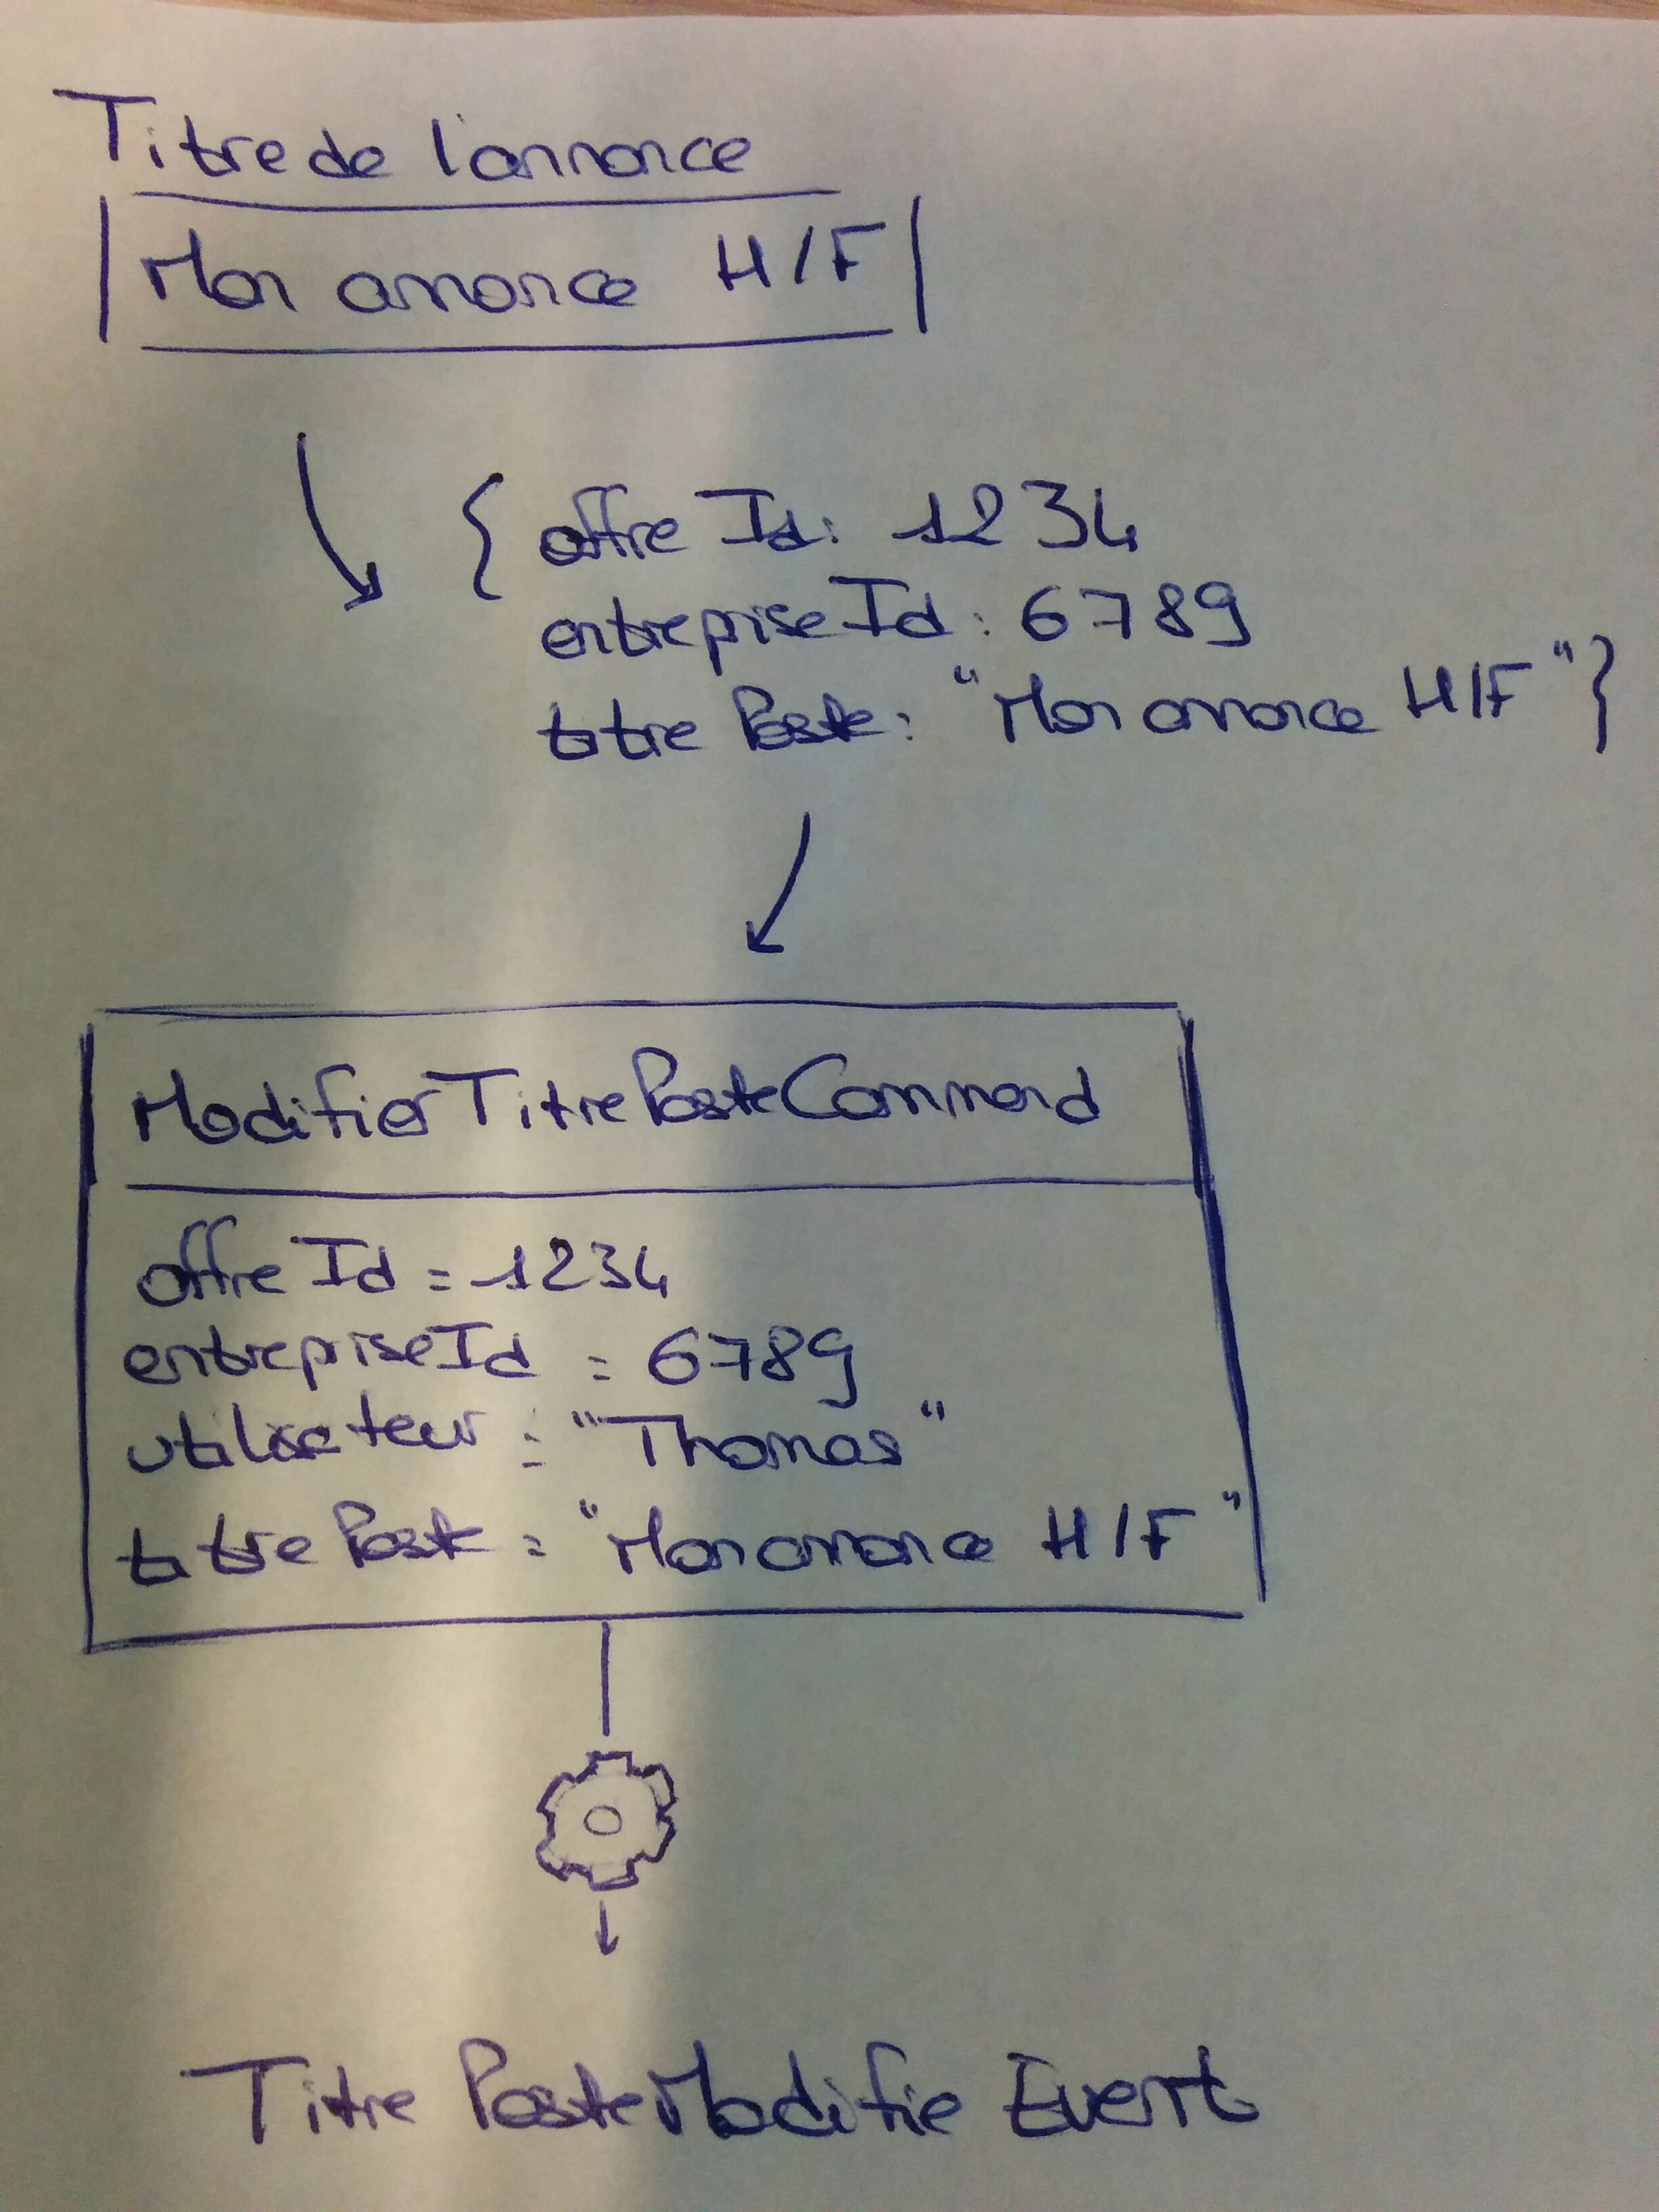 Titre de l'annonce
Mon annonce H/F
{ offreId: 1234
entrepriseId: 6789
titrePoste: "Mon annonce H/F" }
ModifierTitrePosteCommand
offreId = 1234
entrepriseId = 6789
utilisateur = "Thomas"
titrePoste = "Mon annonce H/F"
TitrePosteModifieEvent